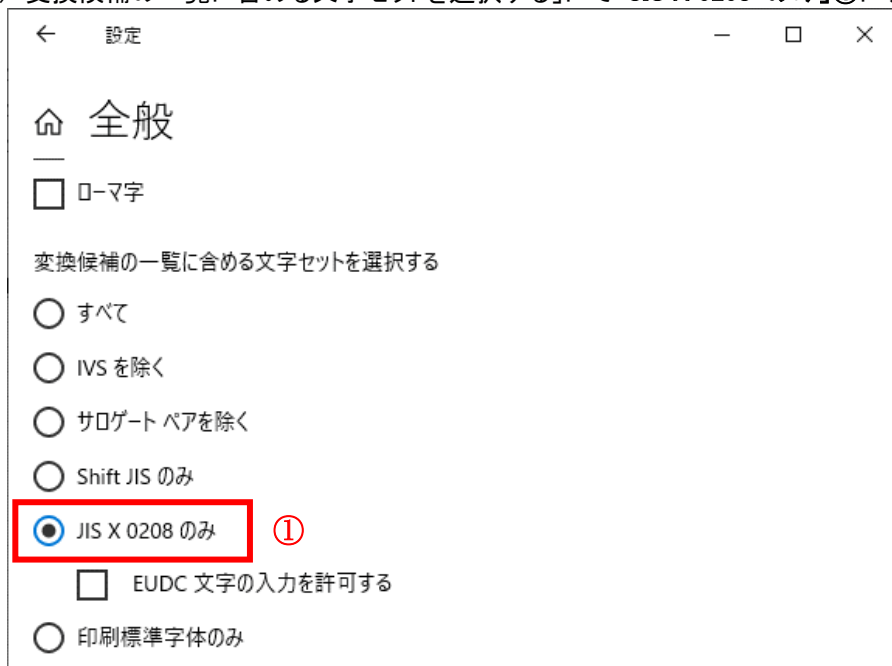 ← 設定
全般
ローマ字
変換候補の一覧に含める文字セットを選択する
すべて
IVS を除く
サロゲート ペアを除く
Shift JIS のみ
JIS X 0208 のみ ①
EUDC 文字の入力を許可する
印刷標準字体のみ